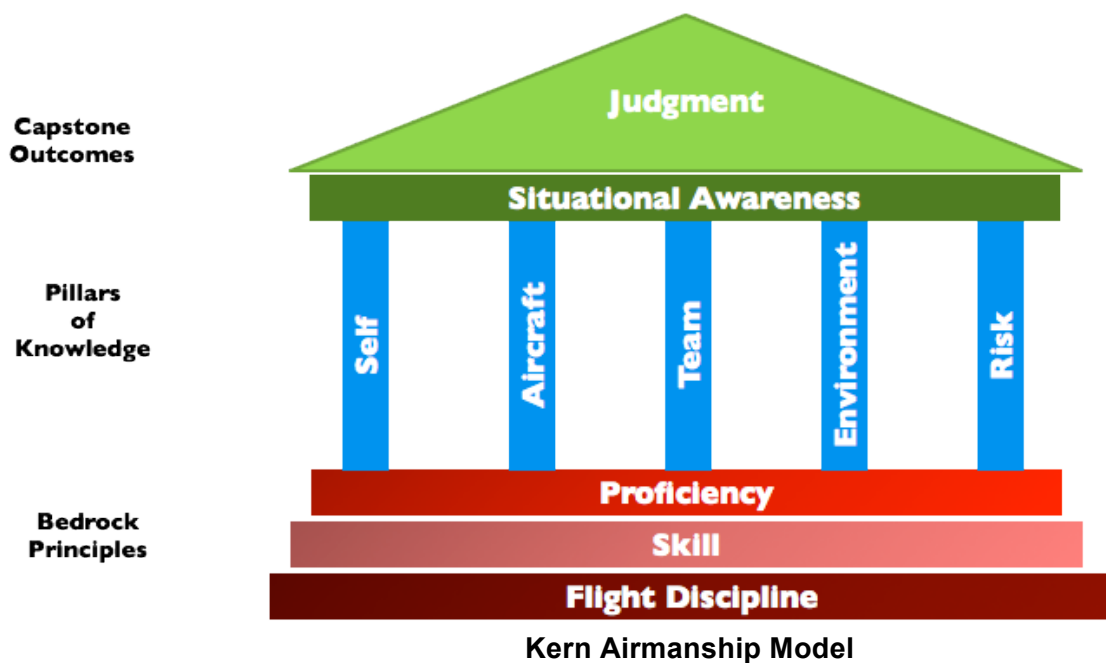 Judgment
Capstone
Outcomes
Situational Awareness
Pillars
of
Knowledge
Self
Aircraft
Team
Environment
Risk
Proficiency
Bedrock
Principles
Skill
Flight Discipline
Kern Airmanship Model